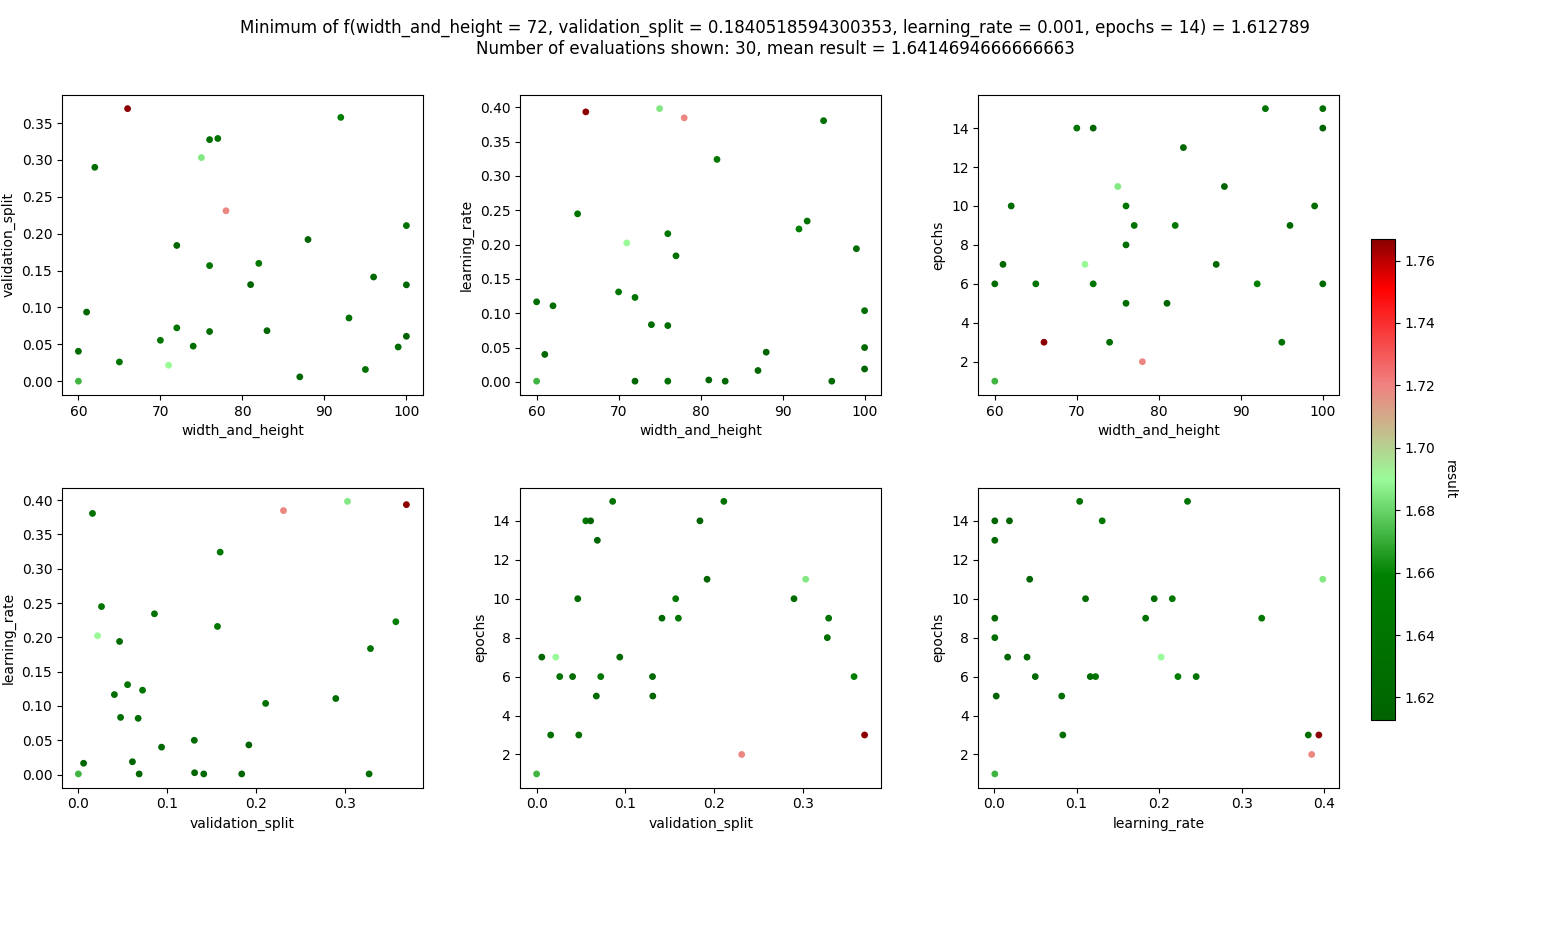 Minimum of f(width_and_height = 72, validation_split = 0.1840518594300353, learning_rate = 0.001, epochs = 14) = 1.612789
Number of evaluations shown: 30, mean result = 1.6414694666666663
validation_split
0.35
0.30
0.25
0.20
0.15
0.10
0.05
0.00
60 70 80 90 100
width_and_height
learning_rate
0.40
0.35
0.30
0.25
0.20
0.15
0.10
0.05
0.00
60 70 80 90 100
width_and_height
epochs
14
12
10
8
6
4
2
60 70 80 90 100
width_and_height
learning_rate
0.40
0.35
0.30
0.25
0.20
0.15
0.10
0.05
0.00
0.0 0.1 0.2 0.3
validation_split
epochs
14
12
10
8
6
4
2
0.0 0.1 0.2 0.3
validation_split
epochs
14
12
10
8
6
4
2
0.0 0.1 0.2 0.3 0.4
learning_rate
1.76
1.74
1.72
1.70
1.68
1.66
1.64
1.62
result